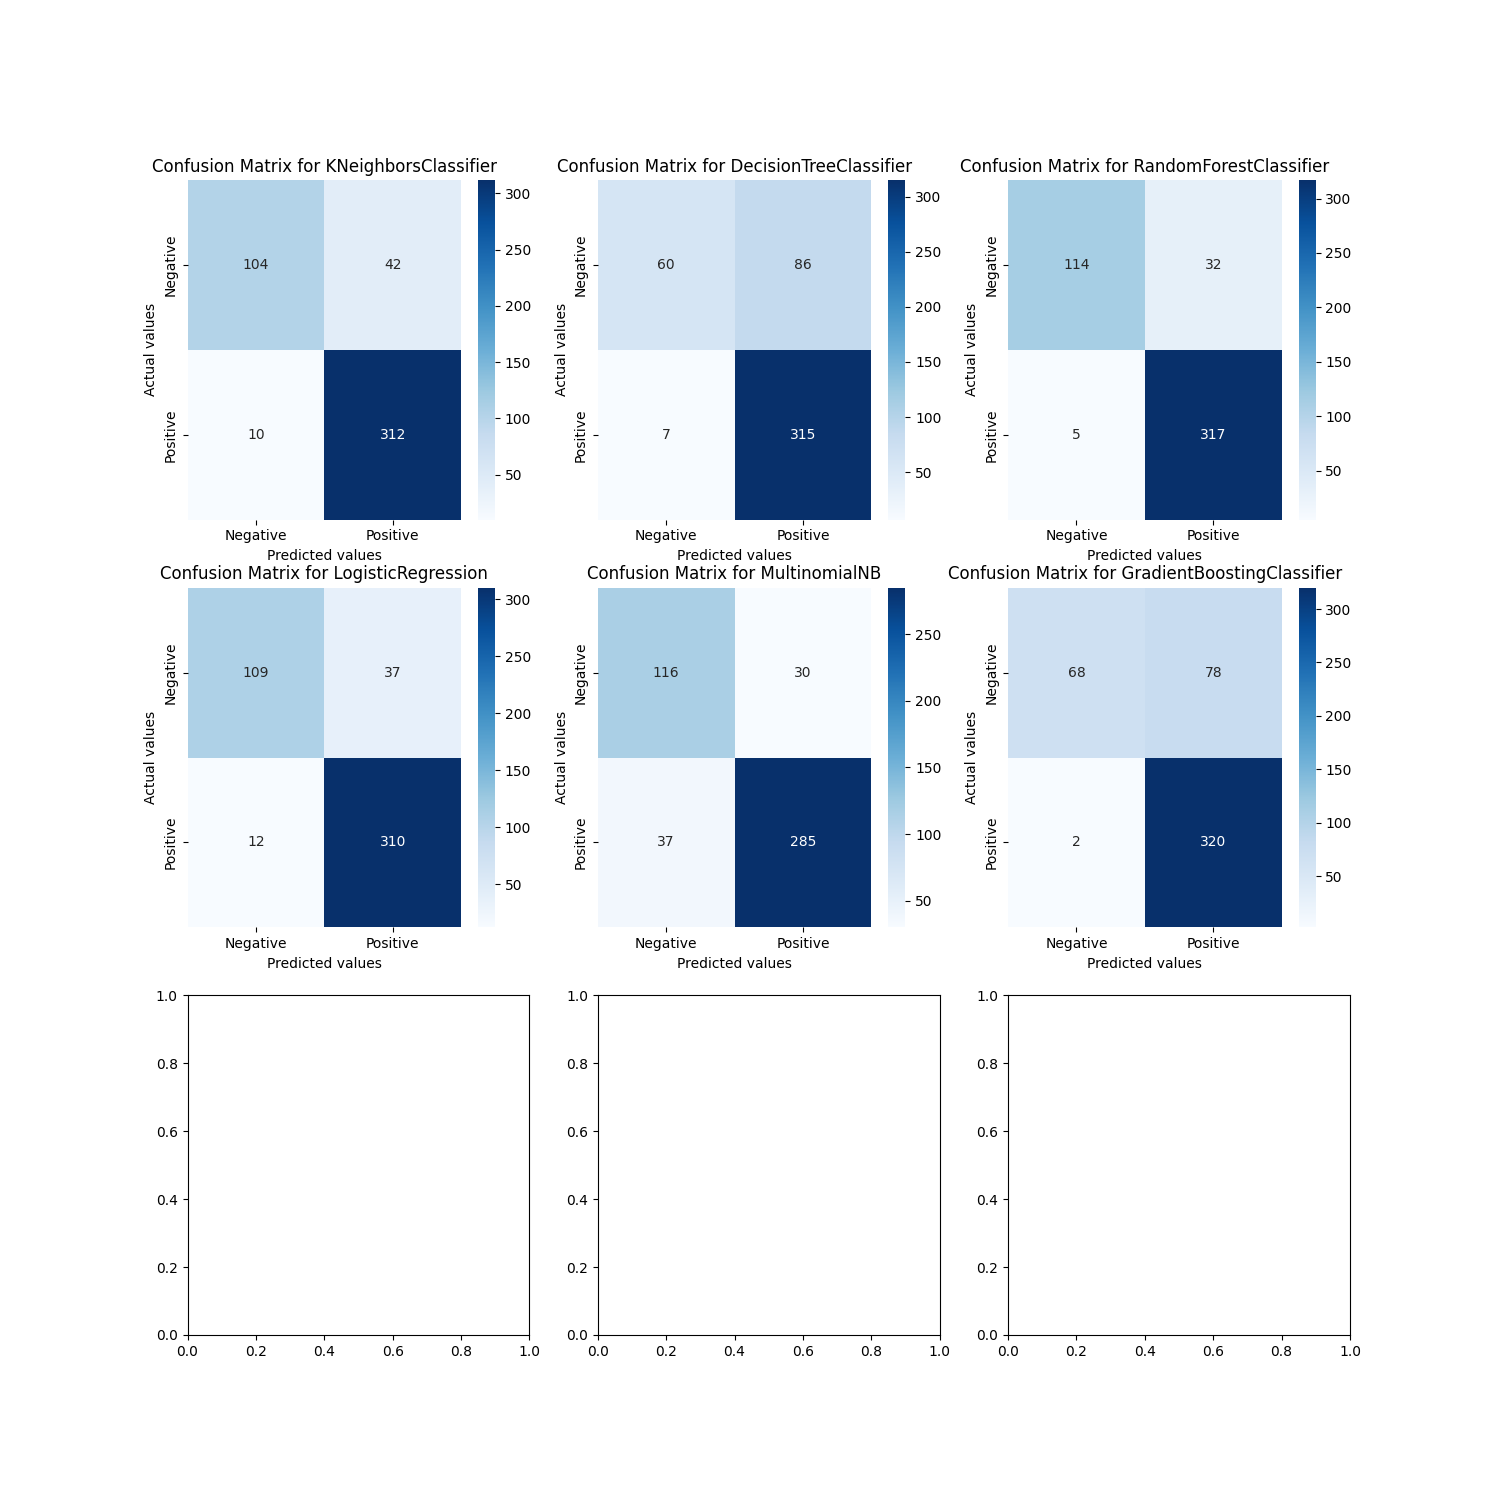 Confusion Matrix for KNeighborsClassifier
Actual values
Negative
Positive
104 42
10 312
Negative Positive
Predicted values
300
250
200
150
100
50
Confusion Matrix for DecisionTreeClassifier
Actual values
Negative
Positive
60 86
7 315
Negative Positive
Predicted values
300
250
200
150
100
50
Confusion Matrix for RandomForestClassifier
Actual values
Negative
Positive
114 32
5 317
Negative Positive
Predicted values
300
250
200
150
100
50
Confusion Matrix for LogisticRegression
Actual values
Negative
Positive
109 37
12 310
Negative Positive
Predicted values
300
250
200
150
100
50
Confusion Matrix for MultinomialNB
Actual values
Negative
Positive
116 30
37 285
Negative Positive
Predicted values
250
200
150
100
50
Confusion Matrix for GradientBoostingClassifier
Actual values
Negative
Positive
68 78
2 320
Negative Positive
Predicted values
300
250
200
150
100
50
1.0
0.8
0.6
0.4
0.2
0.0
0.0 0.2 0.4 0.6 0.8 1.0
1.0
0.8
0.6
0.4
0.2
0.0
0.0 0.2 0.4 0.6 0.8 1.0
1.0
0.8
0.6
0.4
0.2
0.0
0.0 0.2 0.4 0.6 0.8 1.0